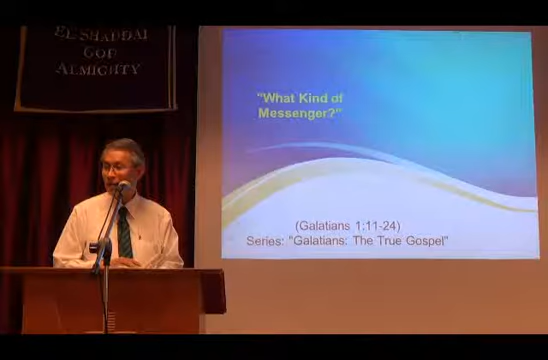 EL SHADDAI
GOD
ALMIGHTY
"What Kind of
Messenger?"
(Galatians 1:11-24)
Series: "Galatians: The True Gospel"